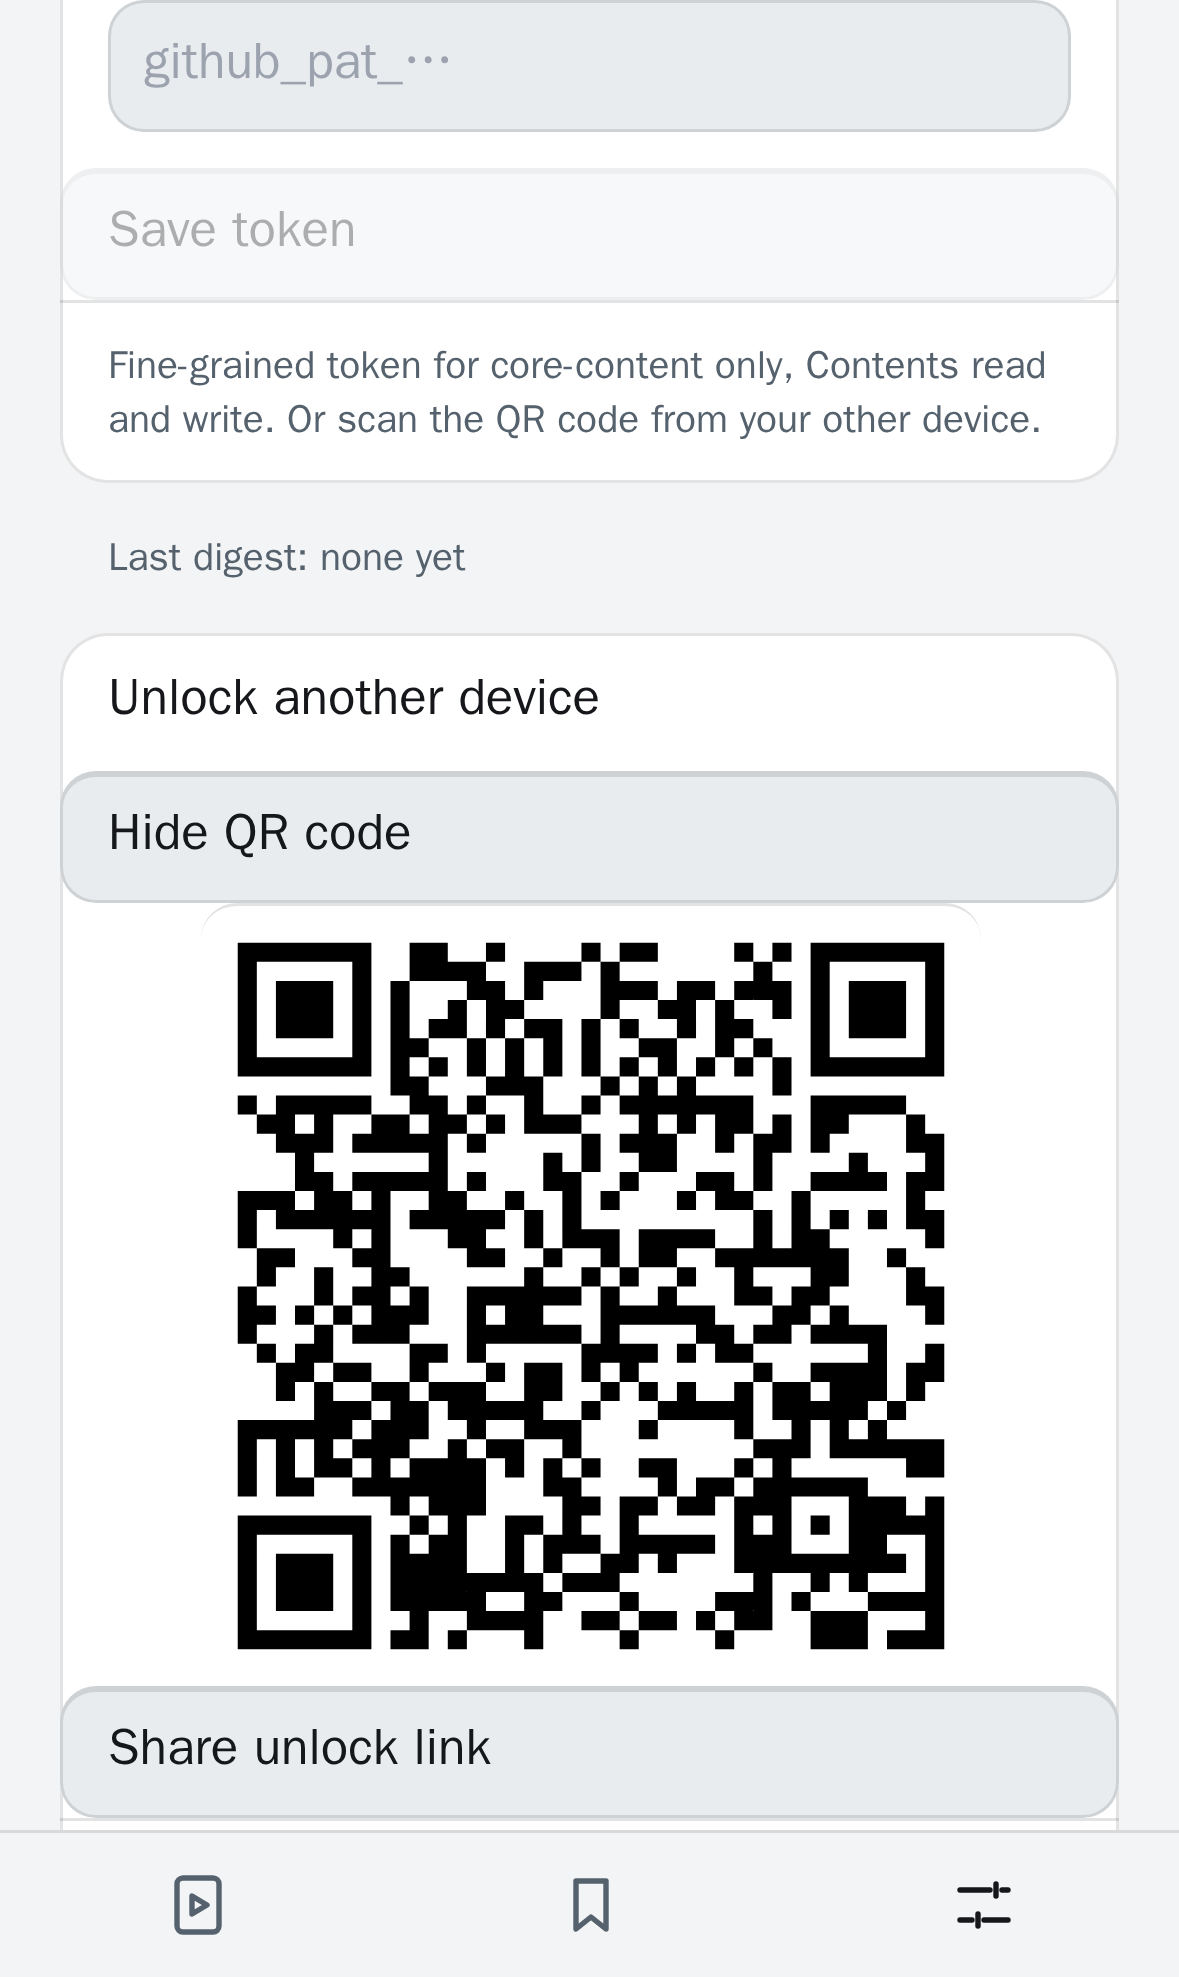 github_pat_···
Save token
Fine-grained token for core-content only, Contents read
and write. Or scan the QR code from your other device.
Last digest: none yet
Unlock another device
Hide QR code
Share unlock link